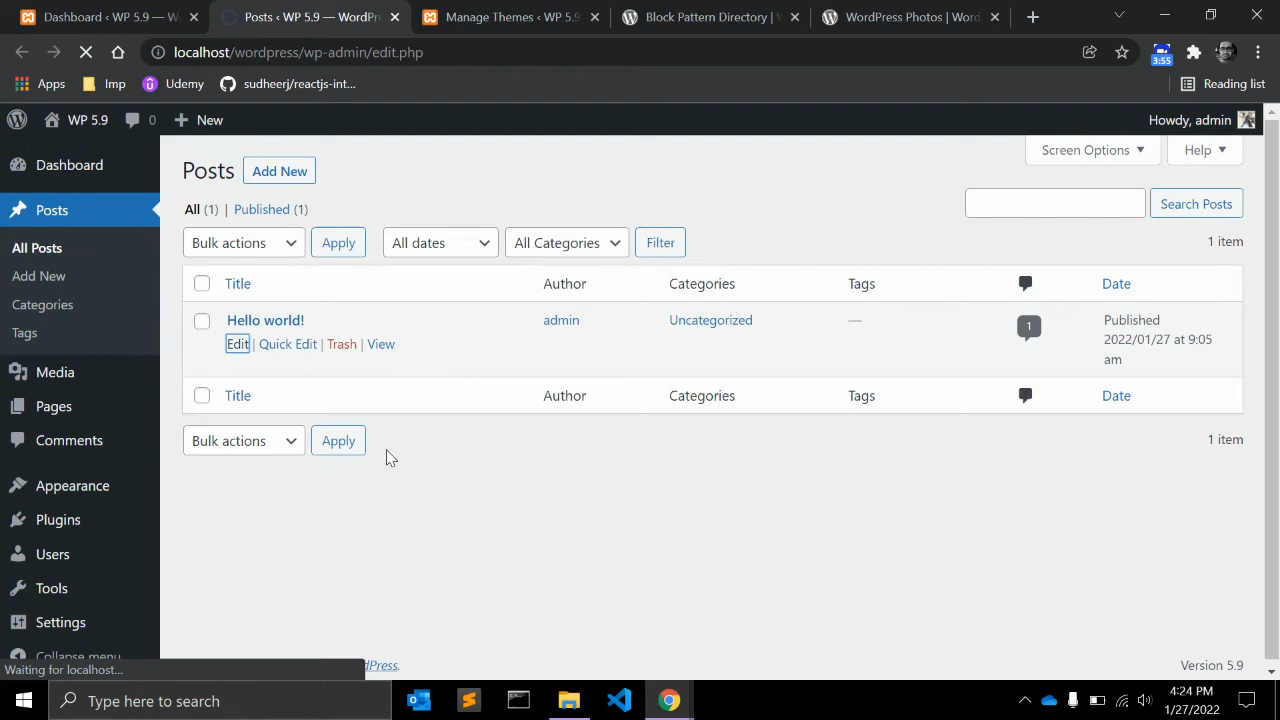 Dashboard ‹ WP 5.9 — W
Posts ‹ WP 5.9 — WordPr
Manage Themes ‹ WP 5.9
Block Pattern Directory | W
WordPress Photos | Word
localhost/wordpress/wp-admin/edit.php
3:55
Apps
Imp
Udemy
sudheerj/reactjs-int...
Reading list
WP 5.9
0
New
Howdy, admin
Dashboard
Posts
All Posts
Add New
Categories
Tags
Media
Pages
Comments
Appearance
Plugins
Users
Tools
Settings
Collapse menu
Screen Options
Help
Posts
Add New
All (1) | Published (1)
Search Posts
Bulk actions
Apply
All dates
All Categories
Filter
1 item
Title
Author
Categories
Tags
Date
Hello world!
admin
Uncategorized
—
1
Published
2022/01/27 at 9:05
am
Edit | Quick Edit | Trash | View
Title
Author
Categories
Tags
Date
Bulk actions
Apply
1 item
dPress.
Version 5.9
Waiting for localhost...
Type here to search
4:24 PM
1/27/2022